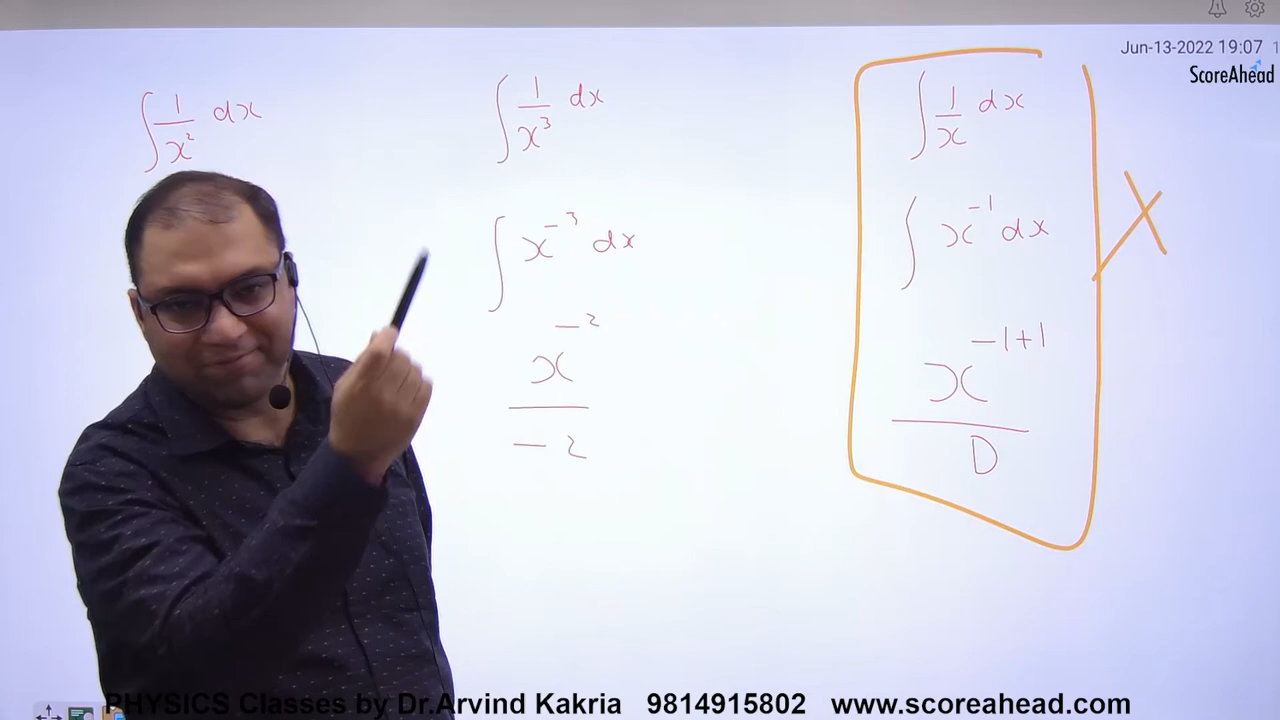 Jun-13-2022 19:07 1
ScoreAhead
∫ 1/x² dx
∫ 1/x³ dx
∫ x⁻³ dx
x⁻²
-2
∫ 1/x dx
∫ x⁻¹ dx
x⁻¹⁺¹
0
X
PHYSICS Classes by Dr.Arvind Kakria 9814915802 www.scoreahead.com